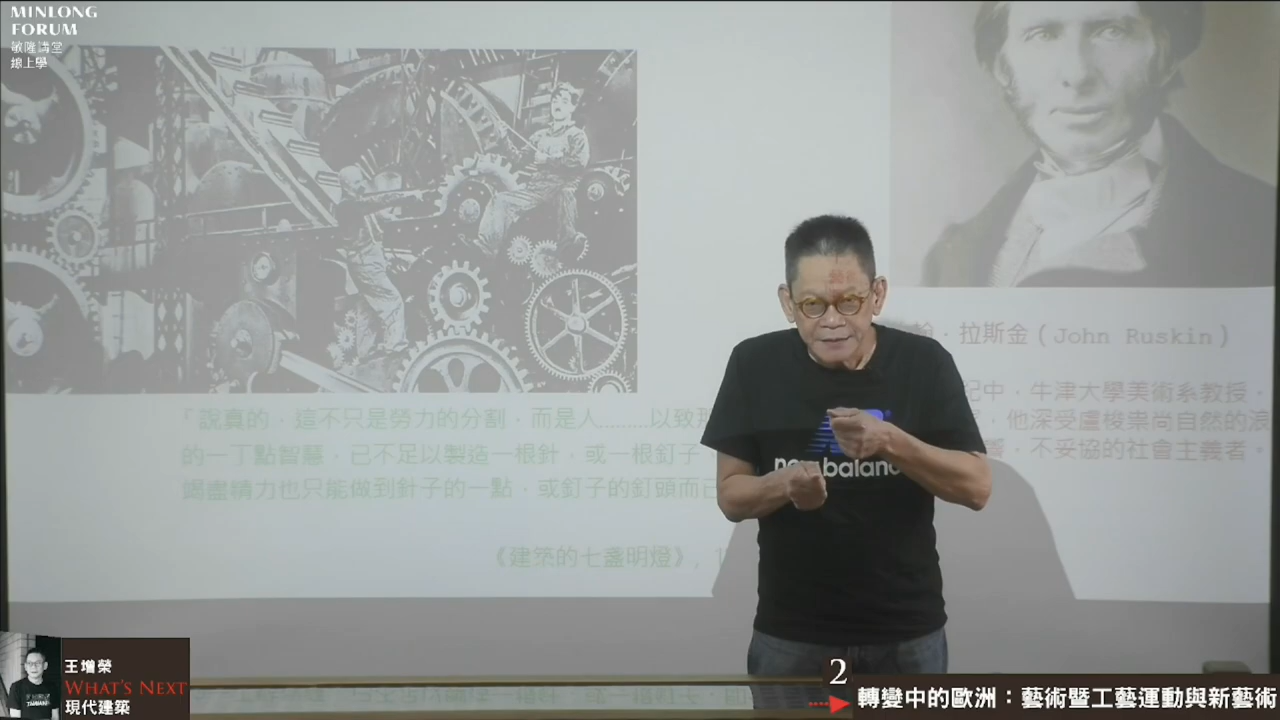 MINLONG
FORUM
敏隆講堂
線上學
．拉斯金（John Ruskin）
紀中，牛津大學美術系教授，
，他深受盧梭崇尚自然的浪
，不妥協的社會主義者。
『說真的，這不只是勞力的分割，而是人………以致
的一丁點智慧，已不足以製造一根針，或一根釘子
竭盡精力也只能做到針子的一點，或釘子的釘頭而已
《建築的七盞明燈》，1
new balanc
王增榮
WHAT'S NEXT
現代建築
2
轉變中的歐洲：藝術暨工藝運動與新藝術